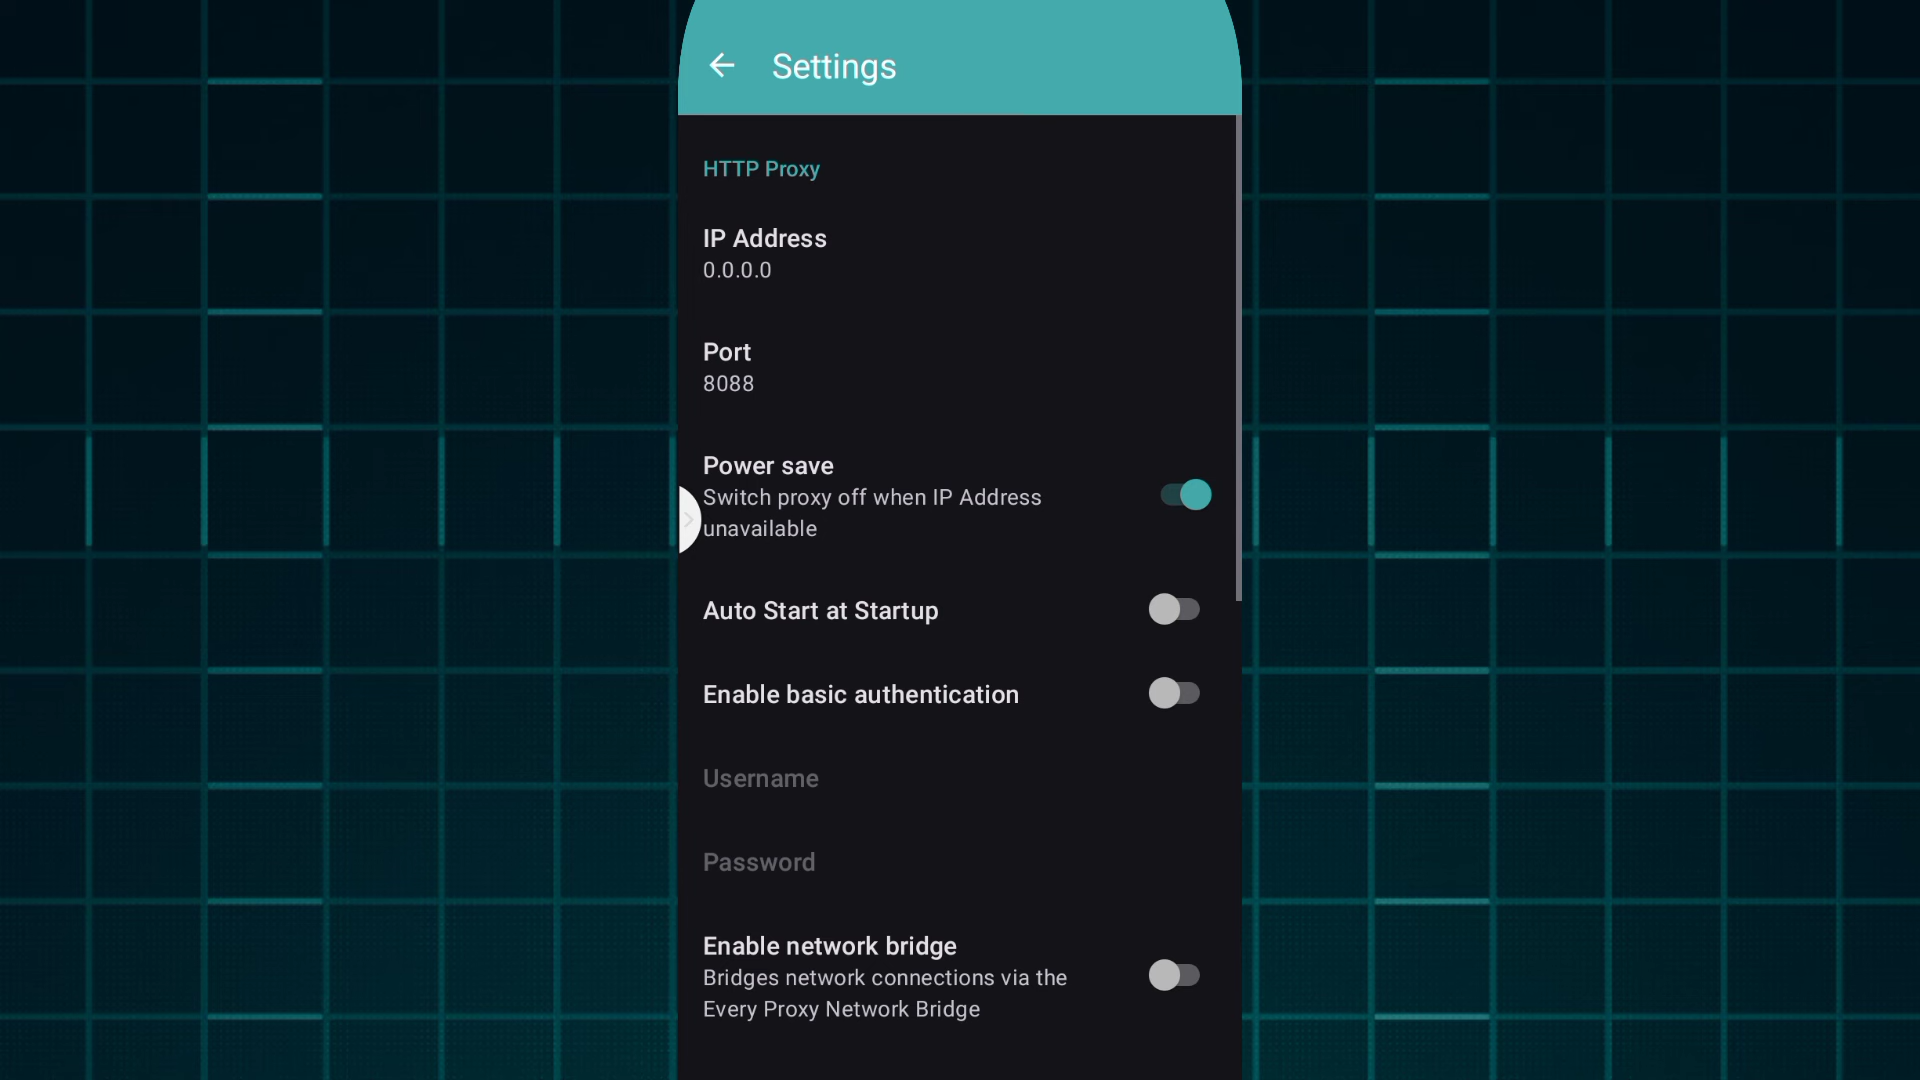 Settings
HTTP Proxy
IP Address
0.0.0.0
Port
8088
Power save
Switch proxy off when IP Address
unavailable
Auto Start at Startup
Enable basic authentication
Username
Password
Enable network bridge
Bridges network connections via the
Every Proxy Network Bridge